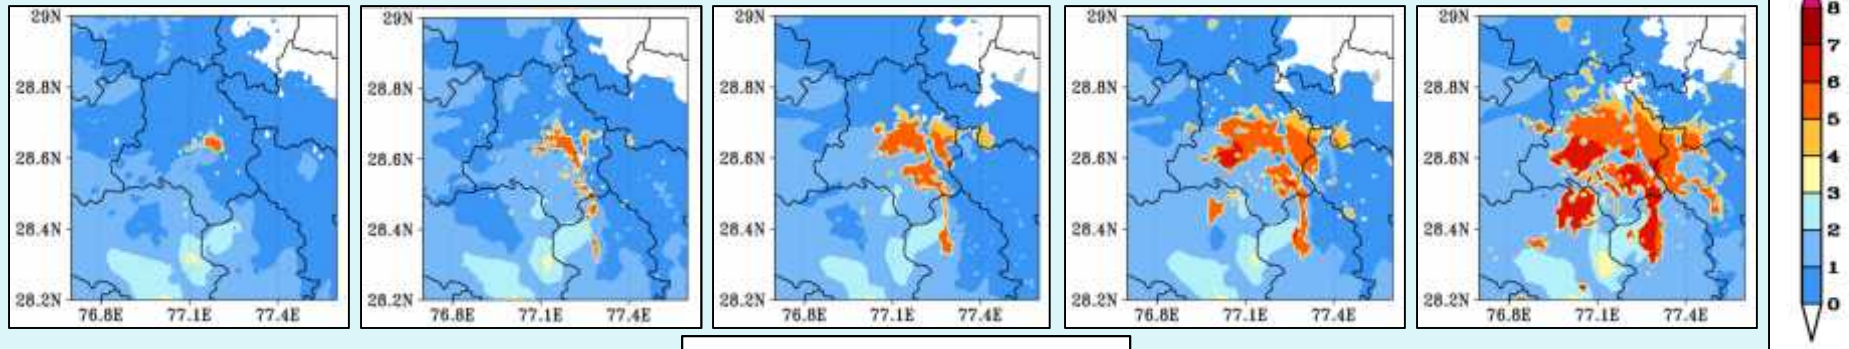 29N 29N 29N 29N 29N 8
28.8N 28.8N 28.8N 28.8N 28.8N 7
6
28.6N 28.6N 28.6N 28.6N 28.6N 5
4
3
28.4N 28.4N 28.4N 28.4N 28.4N 2
1
28.2N 28.2N 28.2N 28.2N 28.2N 0
76.8E 77.1E 77.4E 76.8E 77.1E 77.4E 76.8E 77.1E 77.4E 76.8E 77.1E 77.4E 76.8E 77.1E 77.4E